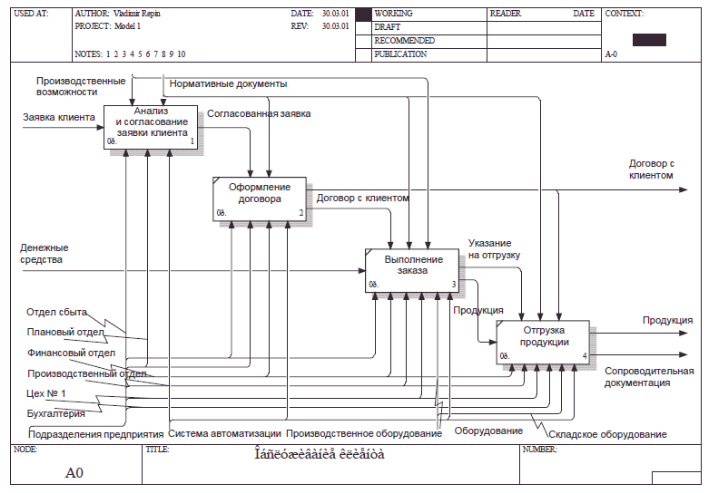 USED AT:
AUTHOR: Vladimir Repin
DATE: 30.03.01
WORKING
READER
DATE
CONTEXT:
PROJECT: Model 1
REV: 30.03.01
DRAFT
RECOMMENDED
NOTES: 1 2 3 4 5 6 7 8 9 10
PUBLICATION
A-0
Производственные
возможности
Нормативные документы
Заявка клиента
Анализ
и согласование
заявки клиента
0ð.
1
Согласованная заявка
Оформление
договора
0ð.
2
Договор с клиентом
Договор с
клиентом
Денежные
средства
Выполнение
заказа
0ð.
3
Указание
на отгрузку
Продукция
Отгрузка
продукции
0ð.
4
Продукция
Сопроводительная
документация
Отдел сбыта
Плановый отдел
Финансовый отдел
Производственный отдел
Цех № 1
Бухгалтерия
Подразделения предприятия
Система автоматизации
Производственное оборудование
Оборудование
Складское оборудование
NODE:
TITLE:
NUMBER:
A0
Îáñëóæèâàíèå êëèåíòà